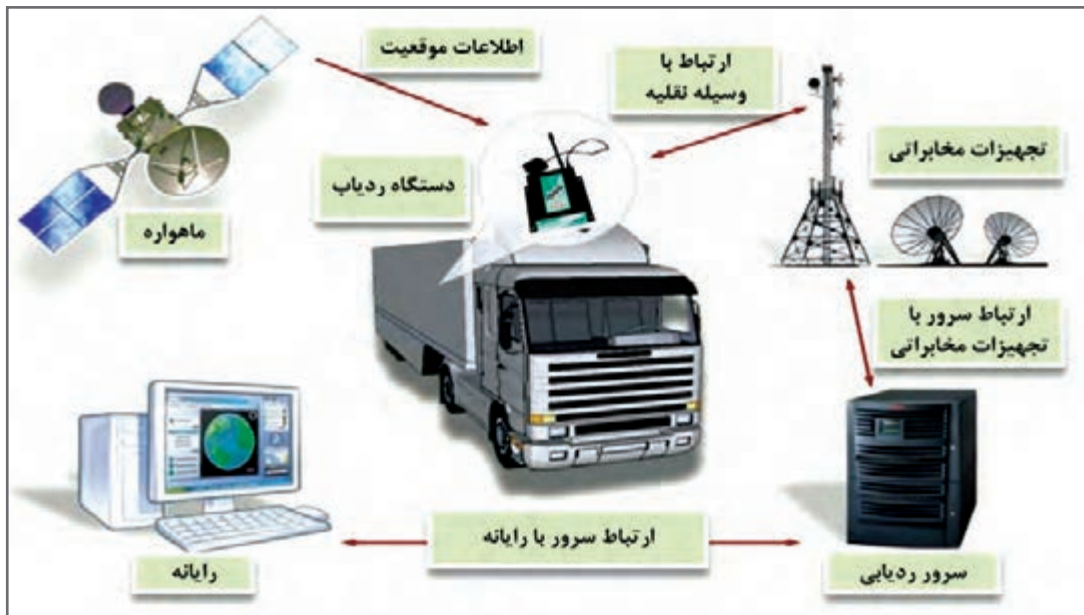 اطلاعات موقعیت
ارتباط با
وسیله نقلیه
تجهیزات مخابراتی
دستگاه ردیاب
ماهواره
ارتباط سرور با
تجهیزات مخابراتی
ارتباط سرور با رایانه
رایانه
سرور ردیابی